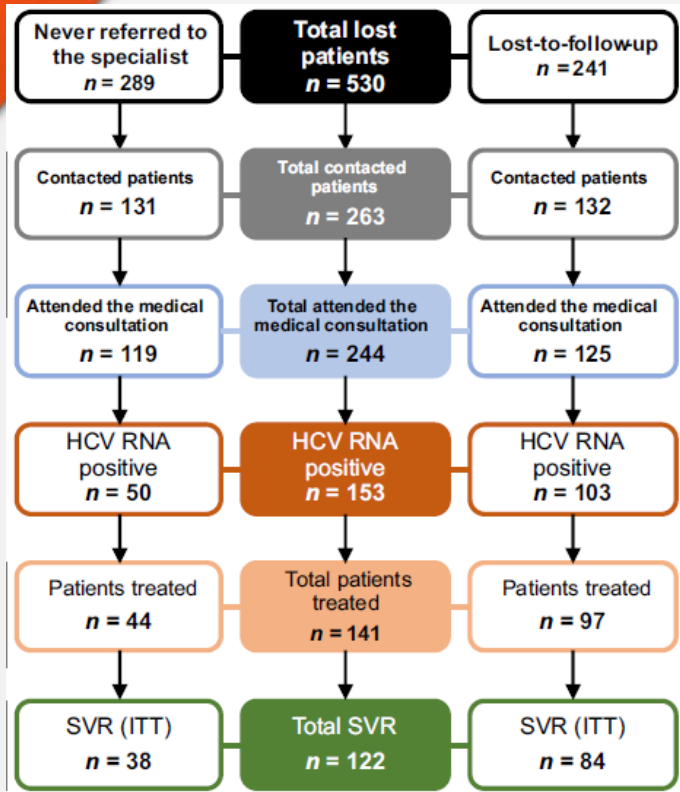 Never referred to
the specialist
n = 289
Total lost
patients
n = 530
Lost-to-follow-up
n = 241
Contacted patients
n = 131
Total contacted
patients
n = 263
Contacted patients
n = 132
Attended the medical
consultation
n = 119
Total attended the
medical consultation
n = 244
Attended the medical
consultation
n = 125
HCV RNA
positive
n = 50
HCV RNA
positive
n = 153
HCV RNA
positive
n = 103
Patients treated
n = 44
Total patients
treated
n = 141
Patients treated
n = 97
SVR (ITT)
n = 38
Total SVR
n = 122
SVR (ITT)
n = 84